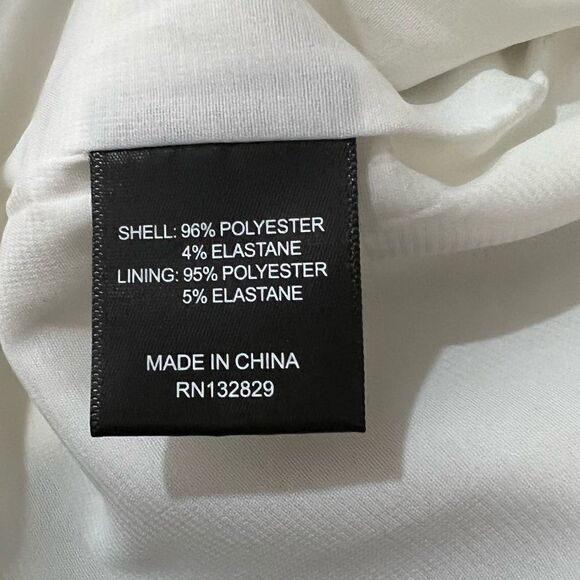 SHELL: 96% POLYESTER
4% ELASTANE
LINING: 95% POLYESTER
5% ELASTANE
MADE IN CHINA
RN132829